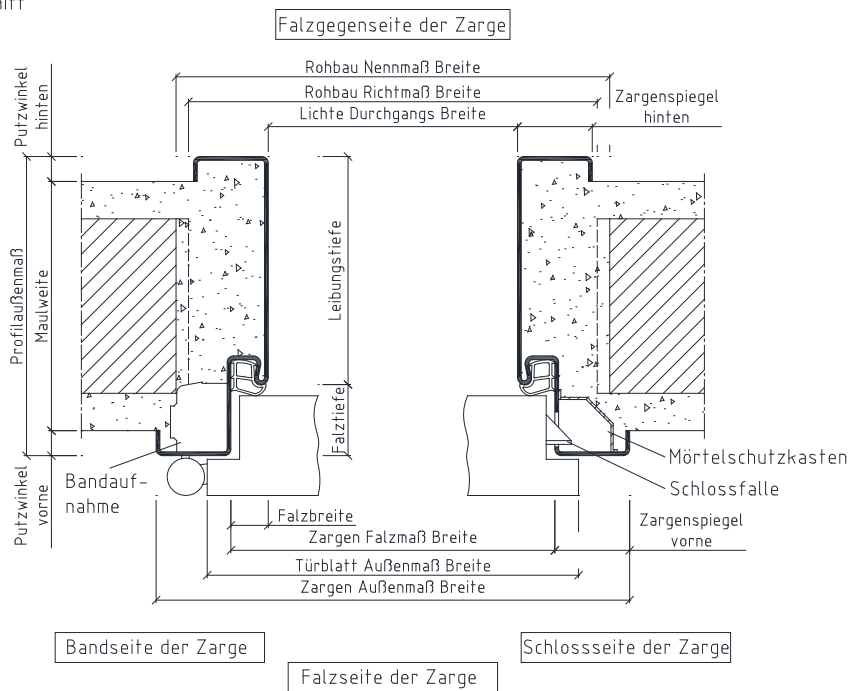 Falzgegenseite der Zarge
Rohbau Nennmaß Breite
Rohbau Richtmaß Breite
Lichte Durchgangs Breite
Zargenspiegel
hinten
Putzwinkel
hinten
Profilaußenmaß
Maulweite
Leibungstiefe
Falztiefe
Putzwinkel
vorne
Bandauf-
nahme
Mörtelschutzkasten
Schlossfalle
Falzbreite
Zargen Falzmaß Breite
Zargenspiegel
vorne
Türblatt Außenmaß Breite
Zargen Außenmaß Breite
Bandseite der Zarge
Schlossseite der Zarge
Falzseite der Zarge